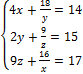 4x + 18/y = 14
2y + 9/z = 15
9z + 16/x = 17